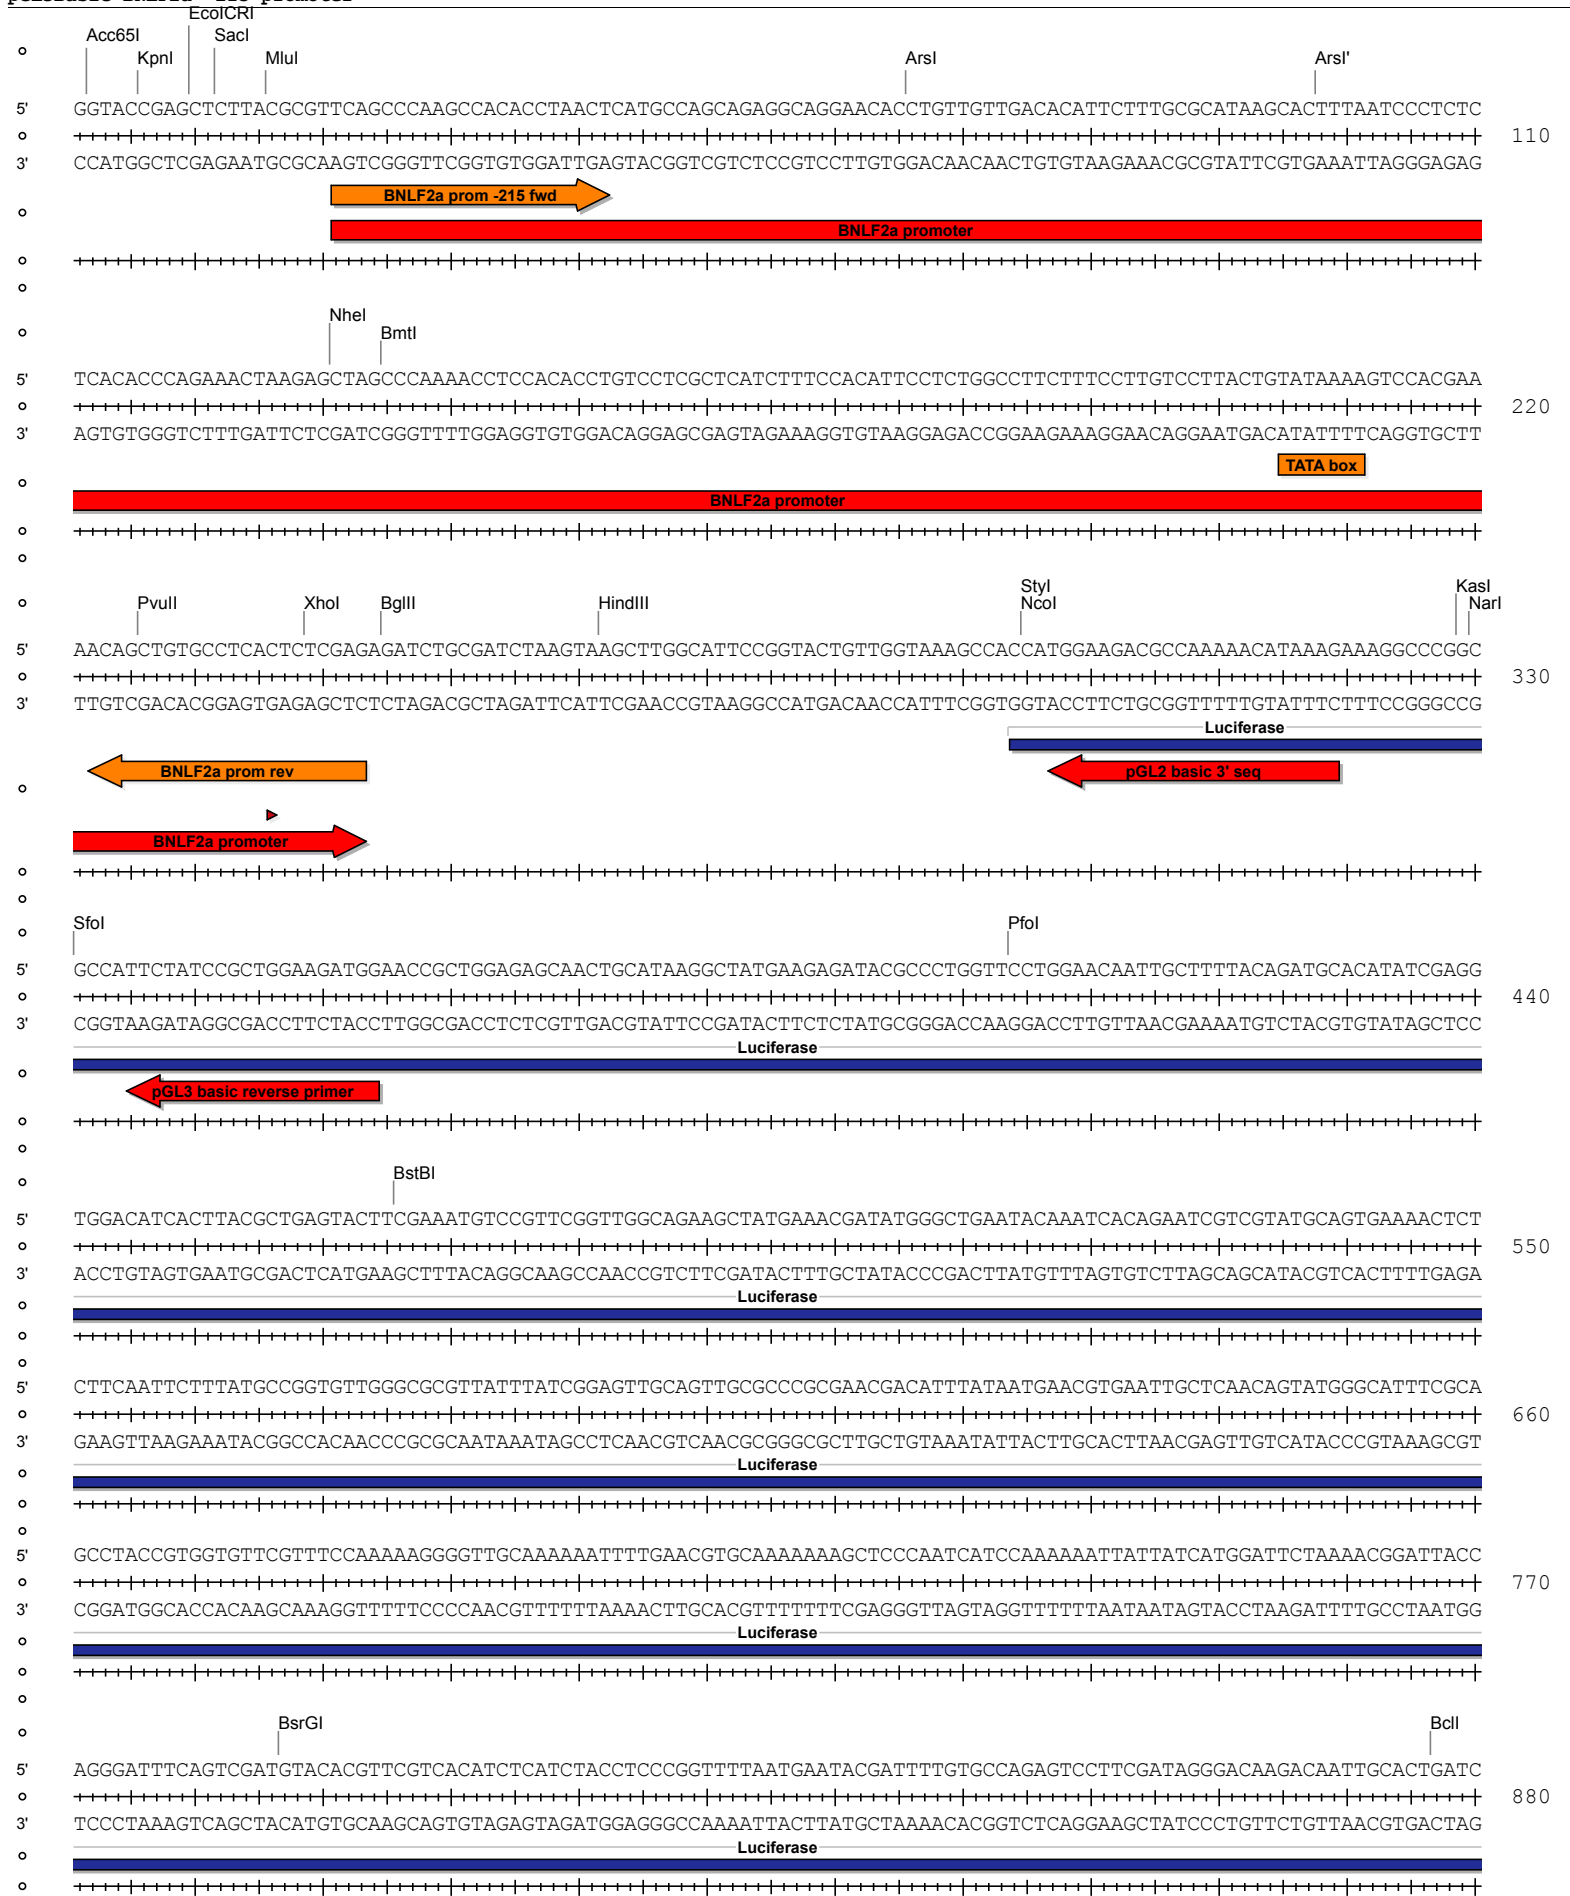 EcoICRI
Acc65I SacI
KpnI MluI ArsI ArsI'
5' GGTACCGAGCTCTTACGCGTTCAGCCCAAGCCACACCTAACTCATGCCAGCAGAGGCAGGAACACCTGTTGTTGACACATTCTTTGCGCATAAGCACTTTAATCCCTCTC
110
3' CCATGGCTCGAGAATGCGCAAGTCGGGTTCGGTGTGGATTGAGTACGGTCGTCTCCGTCCTTGTGGACAACAACTGTGTAAGAAACGCGTATTCGTGAAATTAGGGAGAG
BNLF2a prom -215 fwd
BNLF2a promoter
NheI
BmtI
5' TCACACCCAGAAACTAAGAGCTAGCCCAAAACCTCCACACCTGTCCTCGCTCATCTTTCCACATTCCTCTGGCCTTCTTTCCTTGTCCTTACTGTATAAAAGTCCACGAA
220
3' AGTGTGGGTCTTTGATTCTCGATCGGGTTTTGGAGGTGTGGACAGGAGCGAGTAGAAAGGTGTAAGGAGACCGGAAGAAAGGAACAGGAATGACATATTTTCAGGTGCTT
TATA box
BNLF2a promoter
StyI KasI
PvuII XhoI BglII HindIII NcoI NarI
5' AACAGCTGTGCCTCACTCTCGAGAGATCTGCGATCTAAGTAAGCTTGGCATTCCGGTACTGTTGGTAAAGCCACCATGGAAGACGCCAAAAACATAAAGAAAGGCCCGGC
330
3' TTGTCGACACGGAGTGAGAGCTCTCTAGACGCTAGATTCATTCGAACCGTAAGGCCATGACAACCATTTCGGTGGTACCTTCTGCGGTTTTTGTATTTCTTTCCGGGCCG
Luciferase
BNLF2a prom rev pGL2 basic 3' seq
BNLF2a promoter
SfoI PfoI
5' GCCATTCTATCCGCTGGAAGATGGAACCGCTGGAGAGCAACTGCATAAGGCTATGAAGAGATACGCCCTGGTTCCTGGAACAATTGCTTTTACAGATGCACATATCGAGG
440
3' CGGTAAGATAGGCGACCTTCTACCTTGGCGACCTCTCGTTGACGTATTCCGATACTTCTCTATGCGGGACCAAGGACCTTGTTAACGAAAATGTCTACGTGTATAGCTCC
Luciferase
pGL3 basic reverse primer
BstBI
5' TGGACATCACTTACGCTGAGTACTTCGAAATGTCCGTTCGGTTGGCAGAAGCTATGAAACGATATGGGCTGAATACAAATCACAGAATCGTCGTATGCAGTGAAAACTCT
550
3' ACCTGTAGTGAATGCGACTCATGAAGCTTTACAGGCAAGCCAACCGTCTTCGATACTTTGCTATACCCGACTTATGTTTAGTGTCTTAGCAGCATACGTCACTTTTGAGA
Luciferase
5' CTTCAATTCTTTATGCCGGTGTTGGGCGCGTTATTTATCGGAGTTGCAGTTGCGCCCGCGAACGACATTTATAATGAACGTGAATTGCTCAACAGTATGGGCATTTCGCA
660
3' GAAGTTAAGAAATACGGCCACAACCCGCGCAATAAATAGCCTCAACGTCAACGCGGGCGCTTGCTGTAAATATTACTTGCACTTAACGAGTTGTCATACCCGTAAAGCGT
Luciferase
5' GCCTACCGTGGTGTTCGTTTCCAAAAAGGGGTTGCAAAAAATTTTGAACGTGCAAAAAAAGCTCCCAATCATCCAAAAAATTATTATCATGGATTCTAAAACGGATTACC
770
3' CGGATGGCACCACAAGCAAAGGTTTTTCCCCAACGTTTTTTAAAACTTGCACGTTTTTTTCGAGGGTTAGTAGGTTTTTTAATAATAGTACCTAAGATTTTGCCTAATGG
Luciferase
BsrGI BclI
5' AGGGATTTCAGTCGATGTACACGTTCGTCACATCTCATCTACCTCCCGGTTTTAATGAATACGATTTTGTGCCAGAGTCCTTCGATAGGGACAAGACAATTGCACTGATC
880
3' TCCCTAAAGTCAGCTACATGTGCAAGCAGTGTAGAGTAGATGGAGGGCCAAAATTACTTATGCTAAAACACGGTCTCAGGAAGCTATCCCTGTTCTGTTAACGTGACTAG
Luciferase